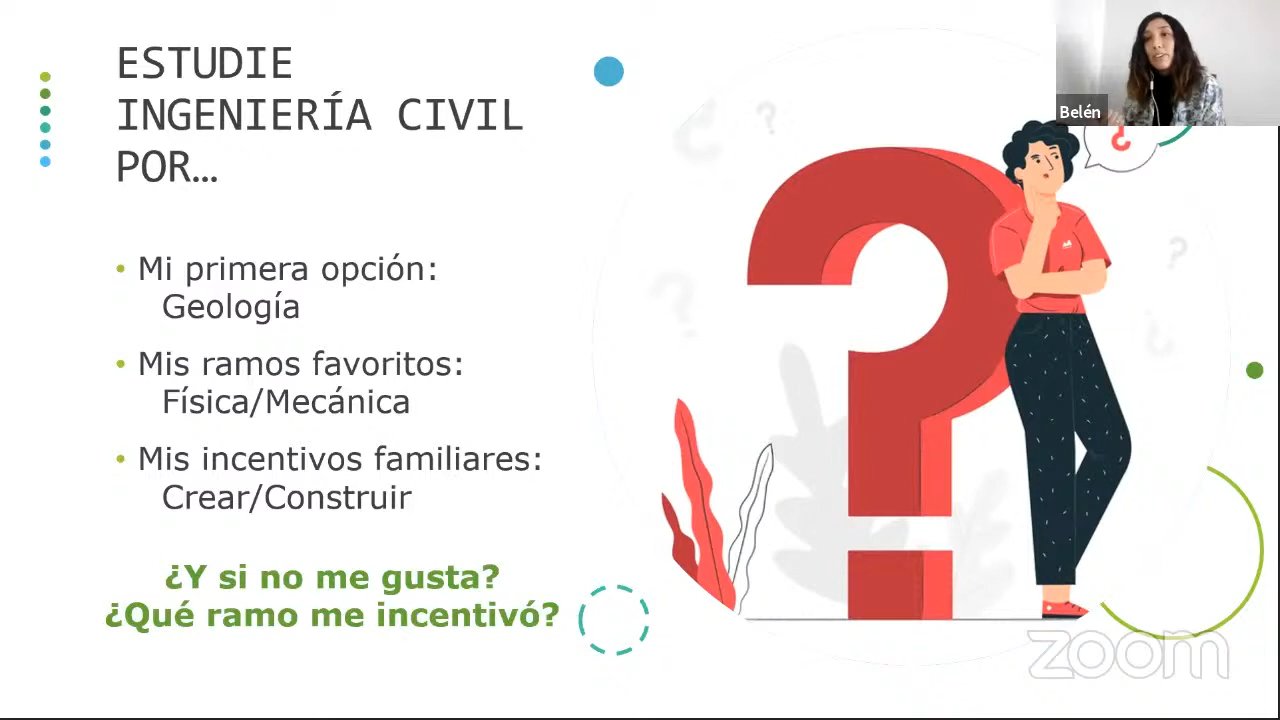 ESTUDIE
INGENIERÍA CIVIL
POR…
• Mi primera opción:
Geología
• Mis ramos favoritos:
Física/Mecánica
• Mis incentivos familiares:
Crear/Construir
¿Y si no me gusta?
¿Qué ramo me incentivó?
Belén
¿
zoom